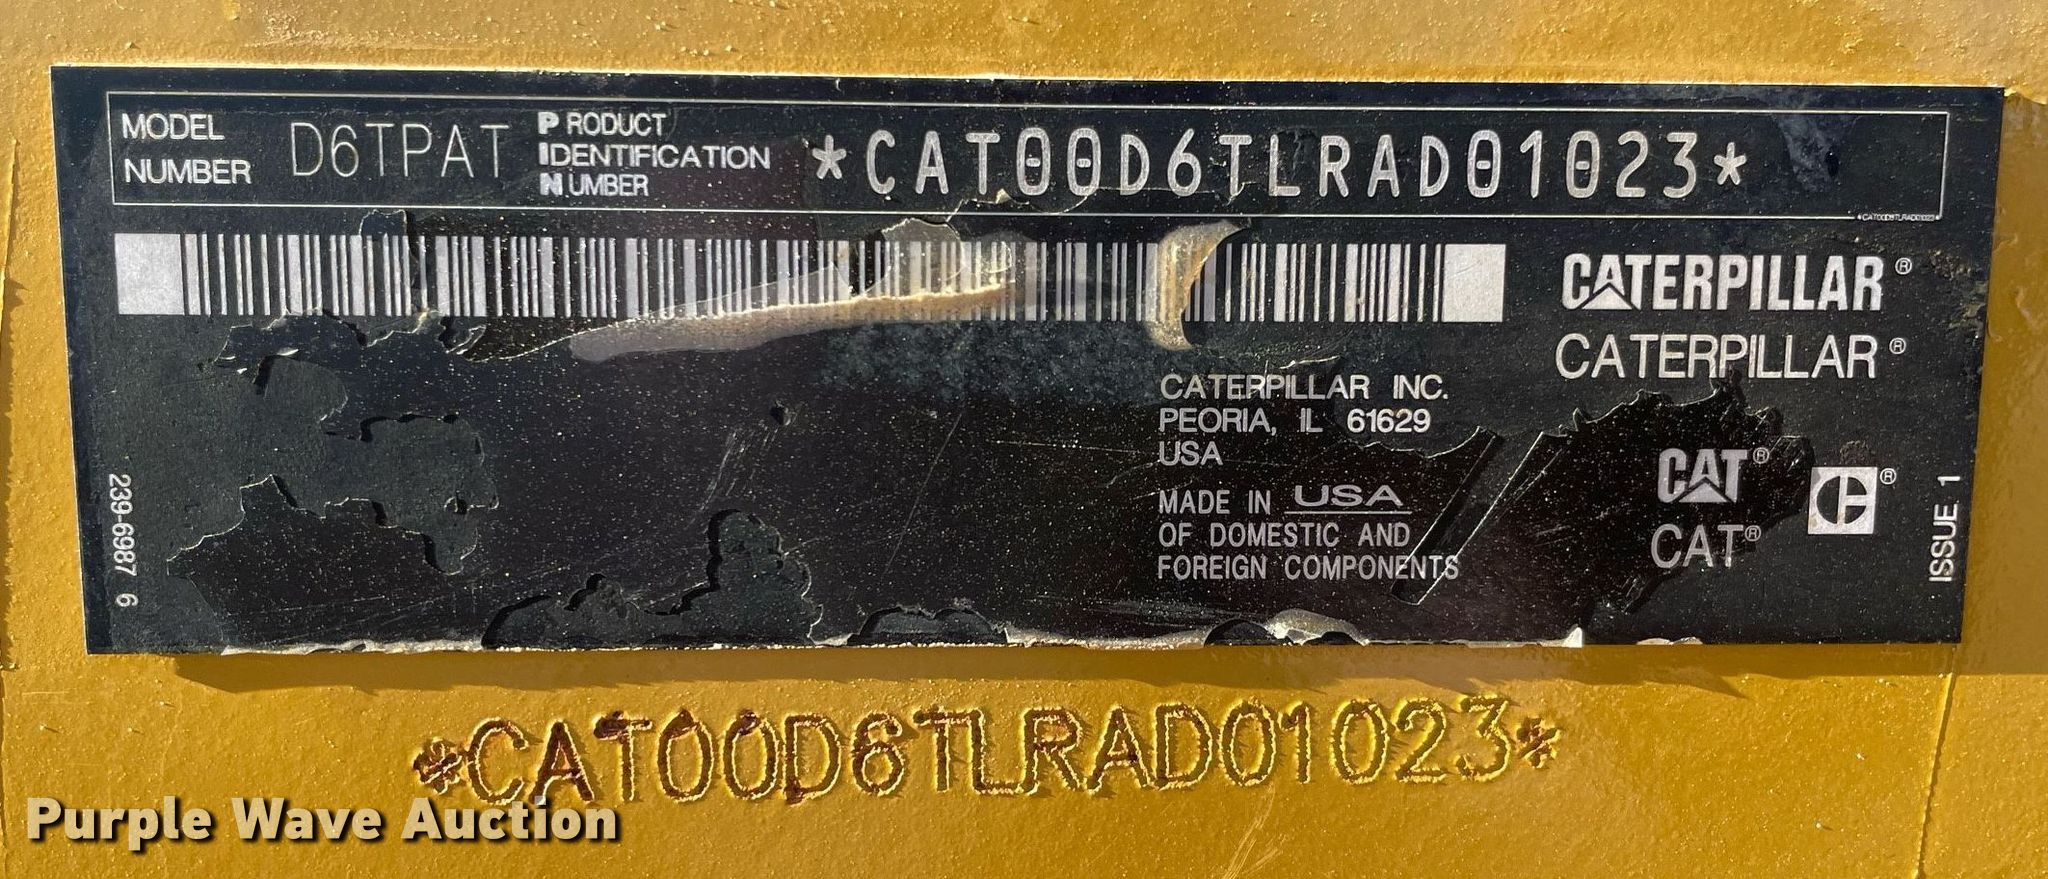 MODEL NUMBER D6TPAT PRODUCT IDENTIFICATION NUMBER *CAT00D6TLRAD01023*
*CAT00D6TLRAD01023*
CATERPILLAR®
CATERPILLAR®
CATERPILLAR INC.
PEORIA, IL 61629
USA
MADE IN USA
OF DOMESTIC AND
FOREIGN COMPONENTS
CAT®
CAT®
®
239-6987 6
ISSUE 1
*CAT00D6TLRAD01023*
Purple Wave Auction